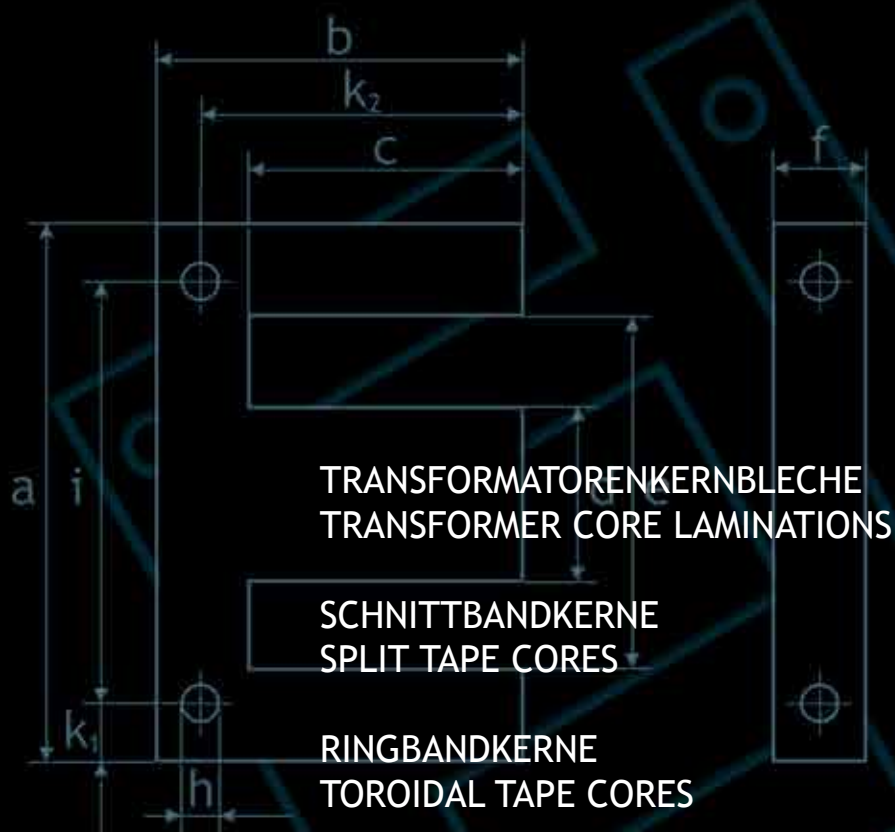 b
k₂
c
f
a
i
d
e
TRANSFORMATORENKERNBLECHE
TRANSFORMER CORE LAMINATIONS
SCHNITTBANDKERNE
SPLIT TAPE CORES
k₁
RINGBANDKERNE
TOROIDAL TAPE CORES
h